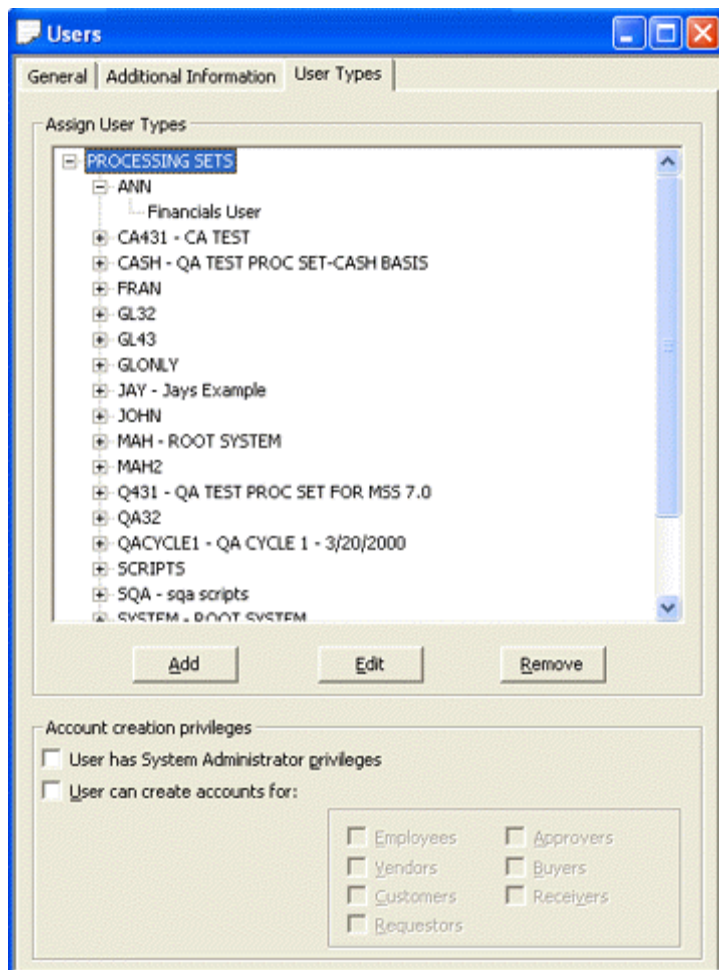 Users
General Additional Information User Types
Assign User Types
PROCESSING SETS
ANN
Financials User
CA431 - CA TEST
CASH - QA TEST PROC SET-CASH BASIS
FRAN
GL32
GL43
GLONLY
JAY - Jays Example
JOHN
MAH - ROOT SYSTEM
MAH2
Q431 - QA TEST PROC SET FOR MSS 7.0
QA32
QACYCLE1 - QA CYCLE 1 - 3/20/2000
SCRIPTS
SQA - sqa scripts
SYSTEM - ROOT SYSTEM
Add Edit Remove
Account creation privileges
User has System Administrator privileges
User can create accounts for:
Employees Approvers
Vendors Buyers
Customers Receivers
Requestors